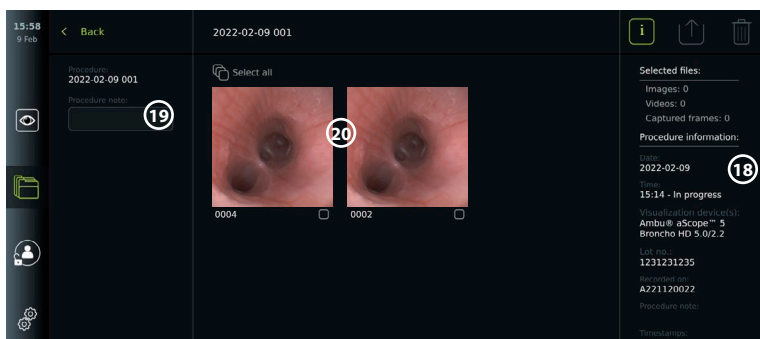 15:58
9 Feb
Back
2022-02-09 001
i
Procedure:
2022-02-09 001
Procedure note:
19
Select all
20
0004
0002
Selected files:
Images: 0
Videos: 0
Captured frames: 0
Procedure information:
18
Date:
2022-02-09
Time:
15:14 - In progress
Visualization device(s):
Ambu® aScope™ 5
Broncho HD 5.0/2.2
Lot no.:
1231231235
Recorded on:
A221120022
Procedure note:
Timestamps: